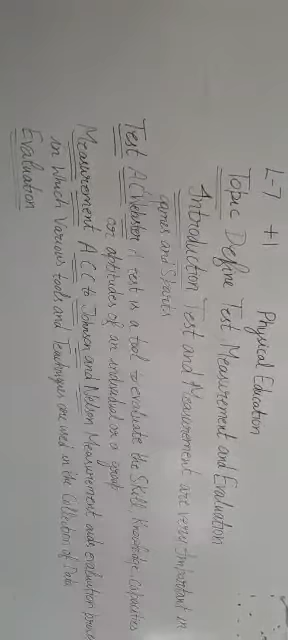 Physical Education
L-7 +1
Topic Define Test Measurement and Evaluation
Introduction Test and Measurement are very important in
Games and Sports
Test ACC Webster A Test is a tool to evaluate the Skill Knowledge Capacities
or aptitudes of an individual or a group
Measurement ACC to Johnson and Nelson Measurement aids evaluation process
in which Various tools and Techniques are used in the Collection of Data
Evaluation